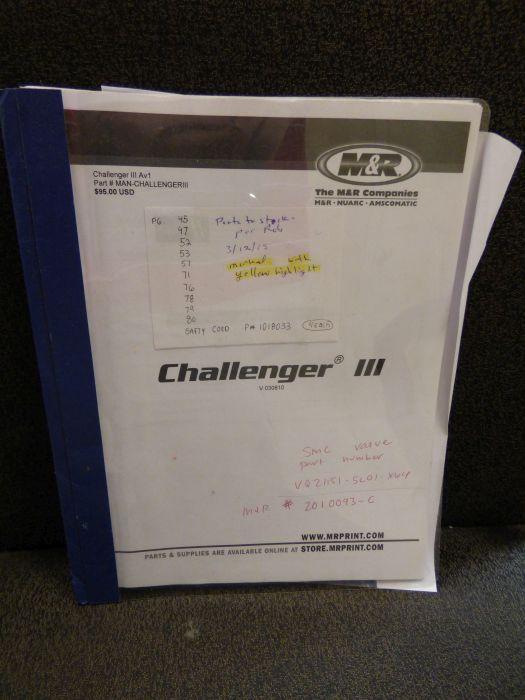 Challenger III Av1
Part # MAN-CHALLENGERIII
$95.00 USD
M&R
The M&R Companies
M&R · NUARC · AMSCOMATIC
PG. 45
47
52
53
57
71
76
78
79
80
Parts to stock
per Rob
3/12/15
marked with
yellow highlight
SAFTY CORD P# 1018033
Challenger® III
V 030810
SMC valve
part number
M&R # 2010093-C
WWW.MRPRINT.COM
PARTS & SUPPLIES ARE AVAILABLE ONLINE AT STORE.MRPRINT.COM